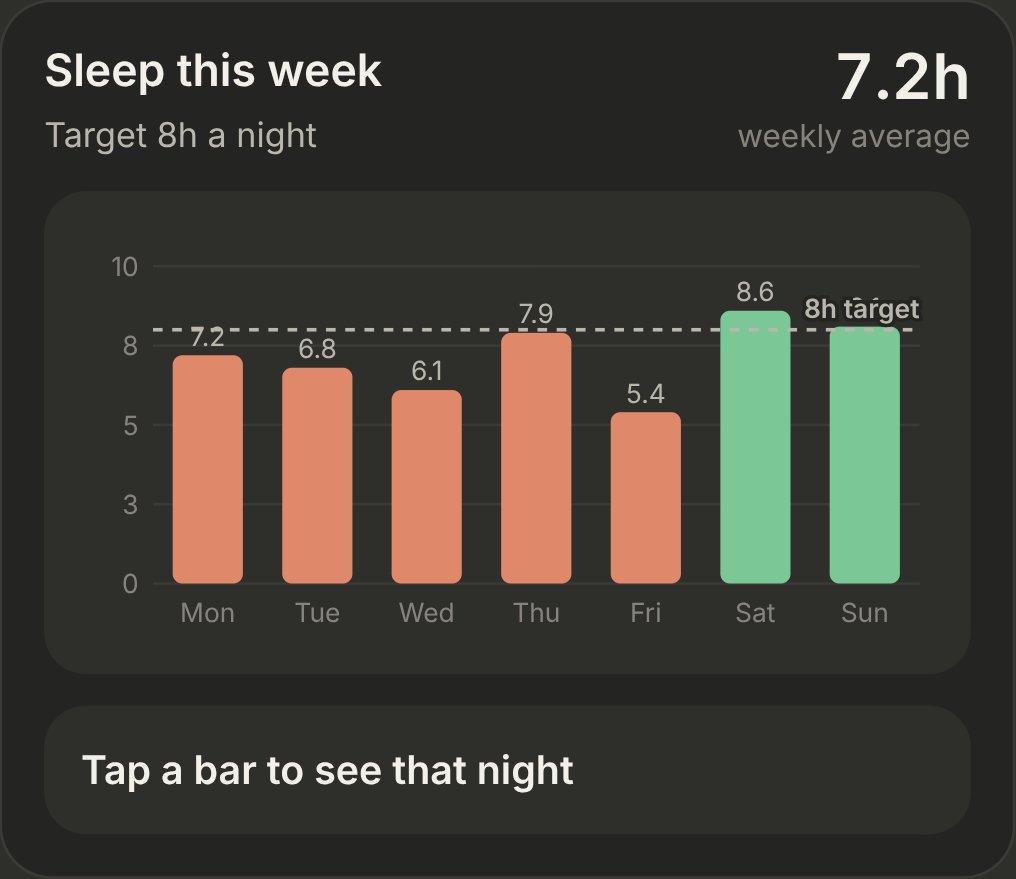 Sleep this week
7.2h
Target 8h a night
weekly average
10
8
5
3
0
7.2
6.8
6.1
7.9
5.4
8.6
8h target
Mon
Tue
Wed
Thu
Fri
Sat
Sun
Tap a bar to see that night